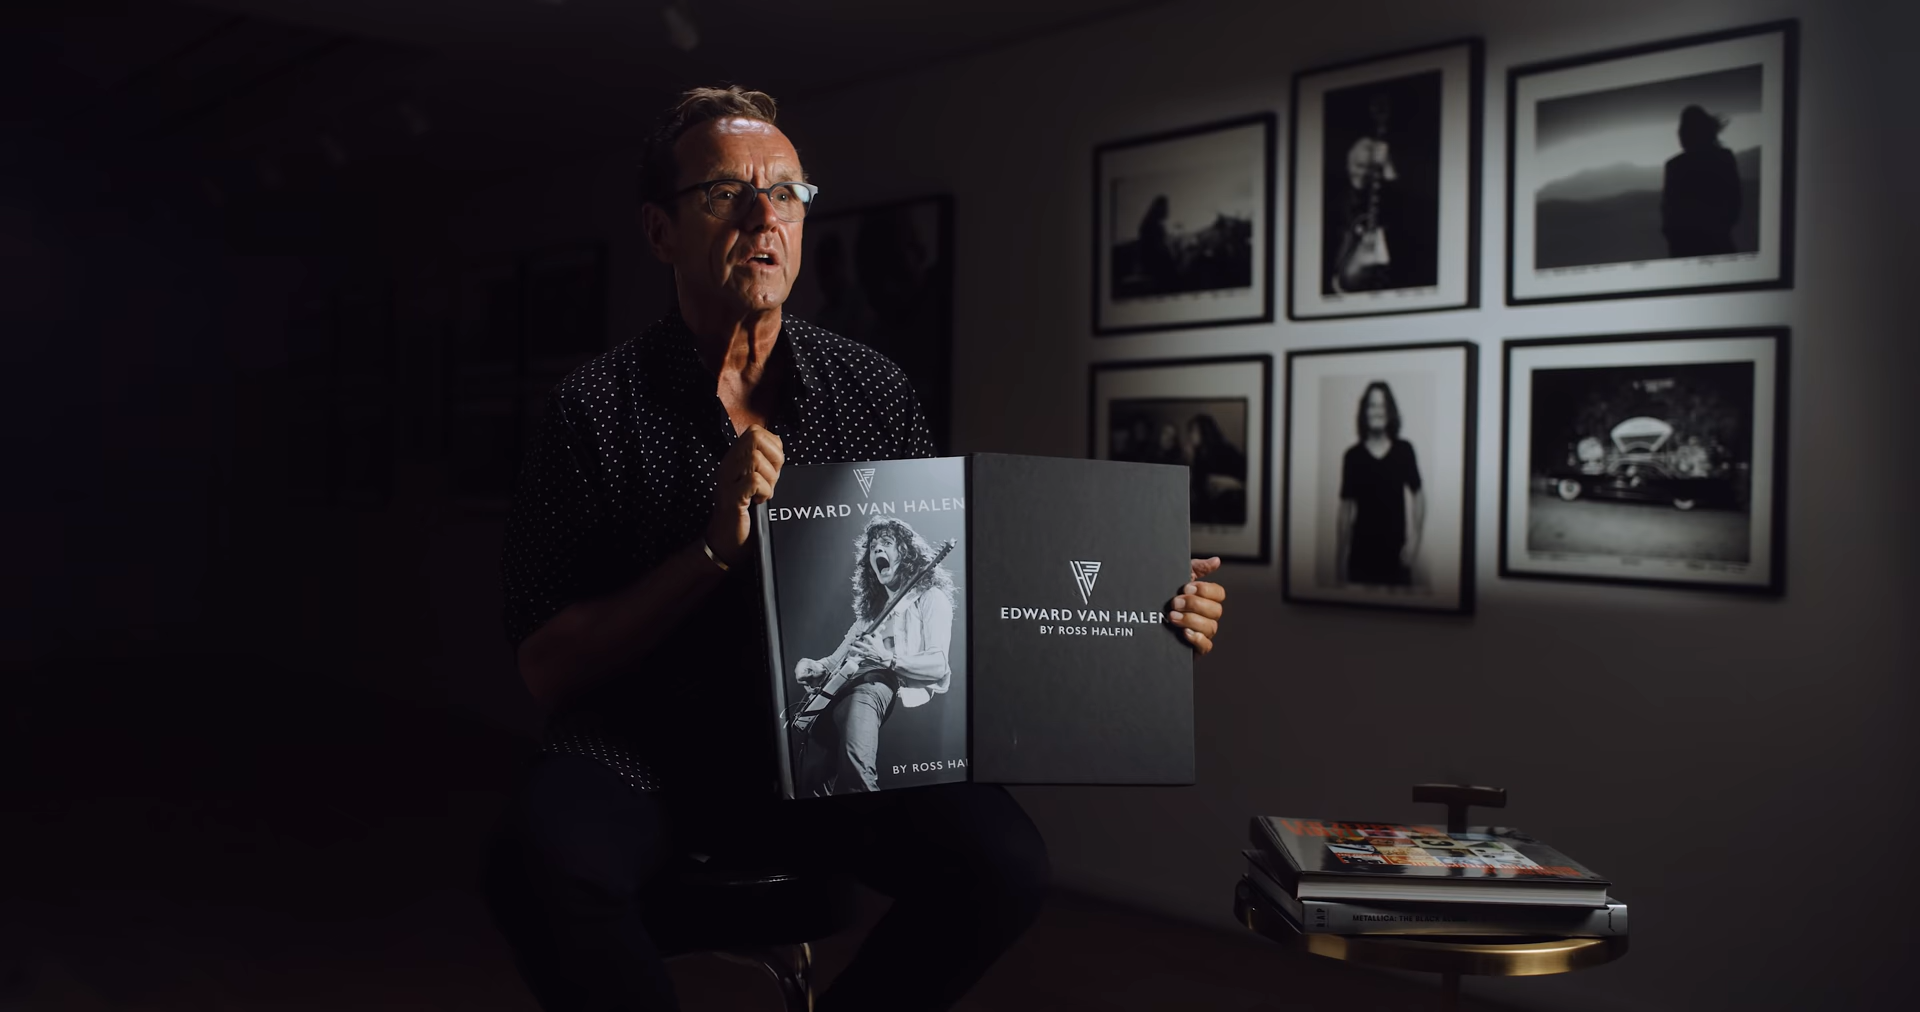 EDWARD VAN HALEN
BY ROSS HA
EDWARD VAN HALEN
BY ROSS HALFIN
METALLICA: THE BLACK